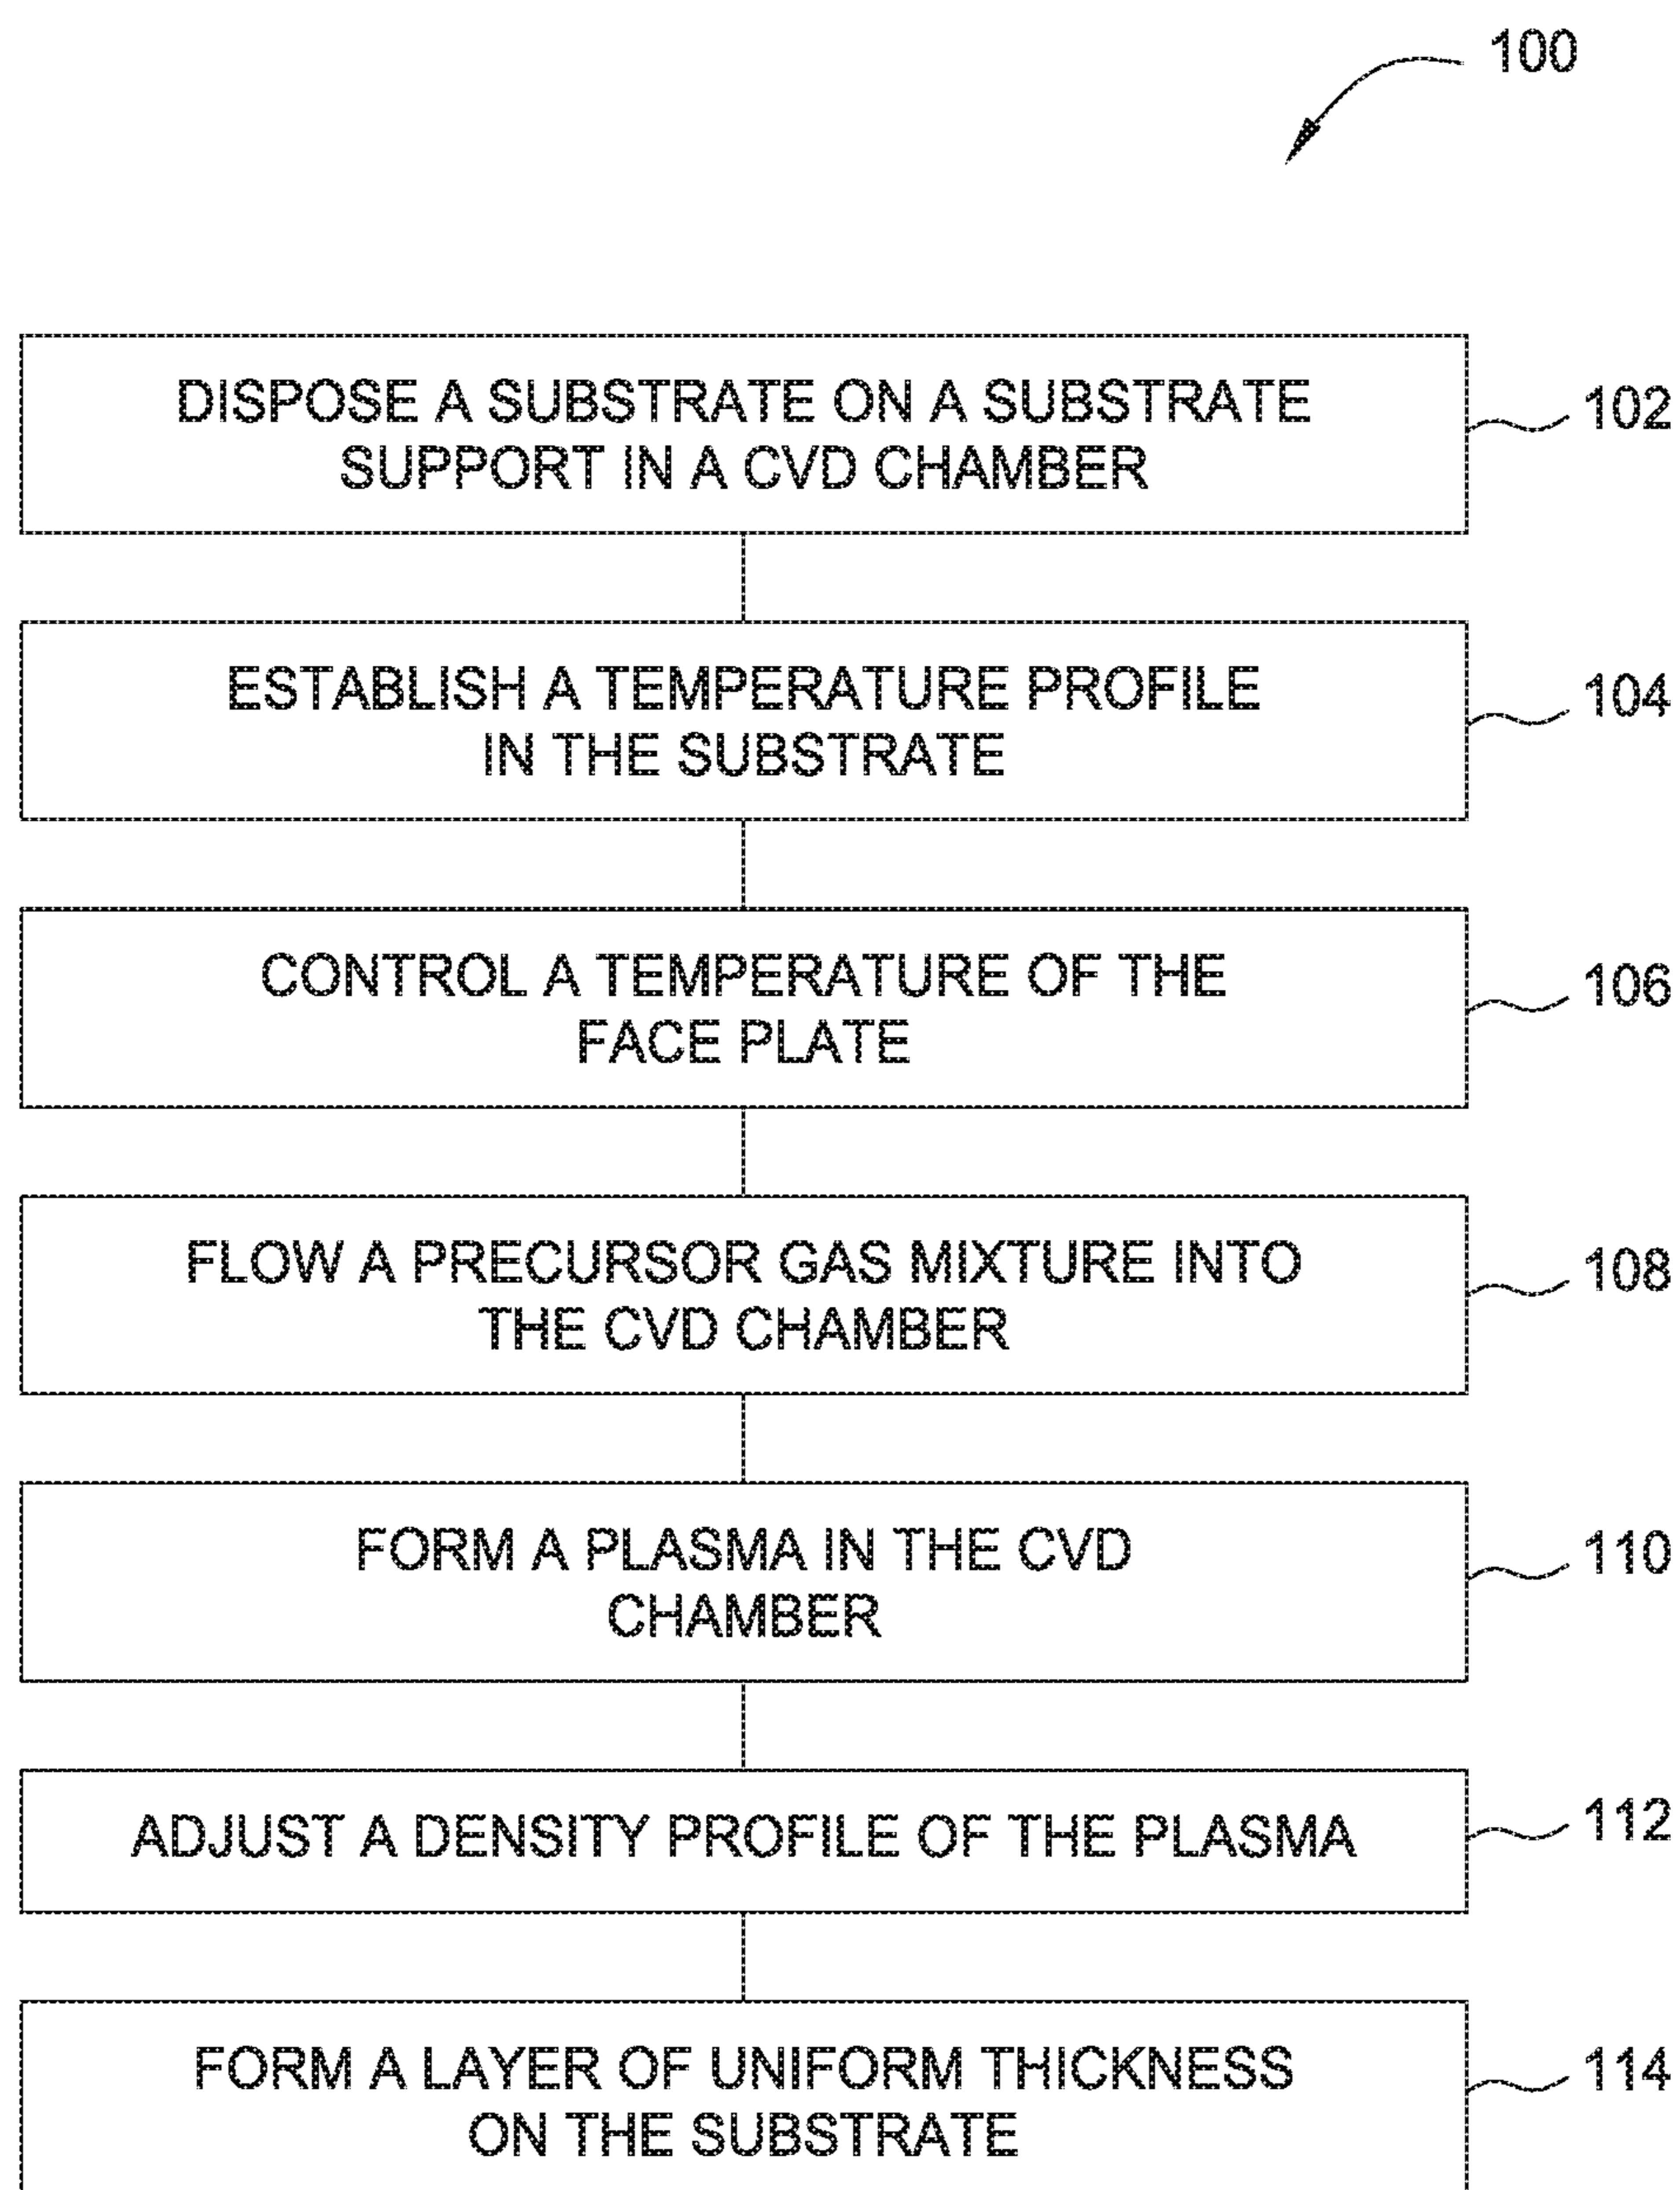 100
DISPOSE A SUBSTRATE ON A SUBSTRATE
SUPPORT IN A CVD CHAMBER
102
ESTABLISH A TEMPERATURE PROFILE
IN THE SUBSTRATE
104
CONTROL A TEMPERATURE OF THE
FACE PLATE
106
FLOW A PRECURSOR GAS MIXTURE INTO
THE CVD CHAMBER
108
FORM A PLASMA IN THE CVD
CHAMBER
110
ADJUST A DENSITY PROFILE OF THE PLASMA
112
FORM A LAYER OF UNIFORM THICKNESS
ON THE SUBSTRATE
114